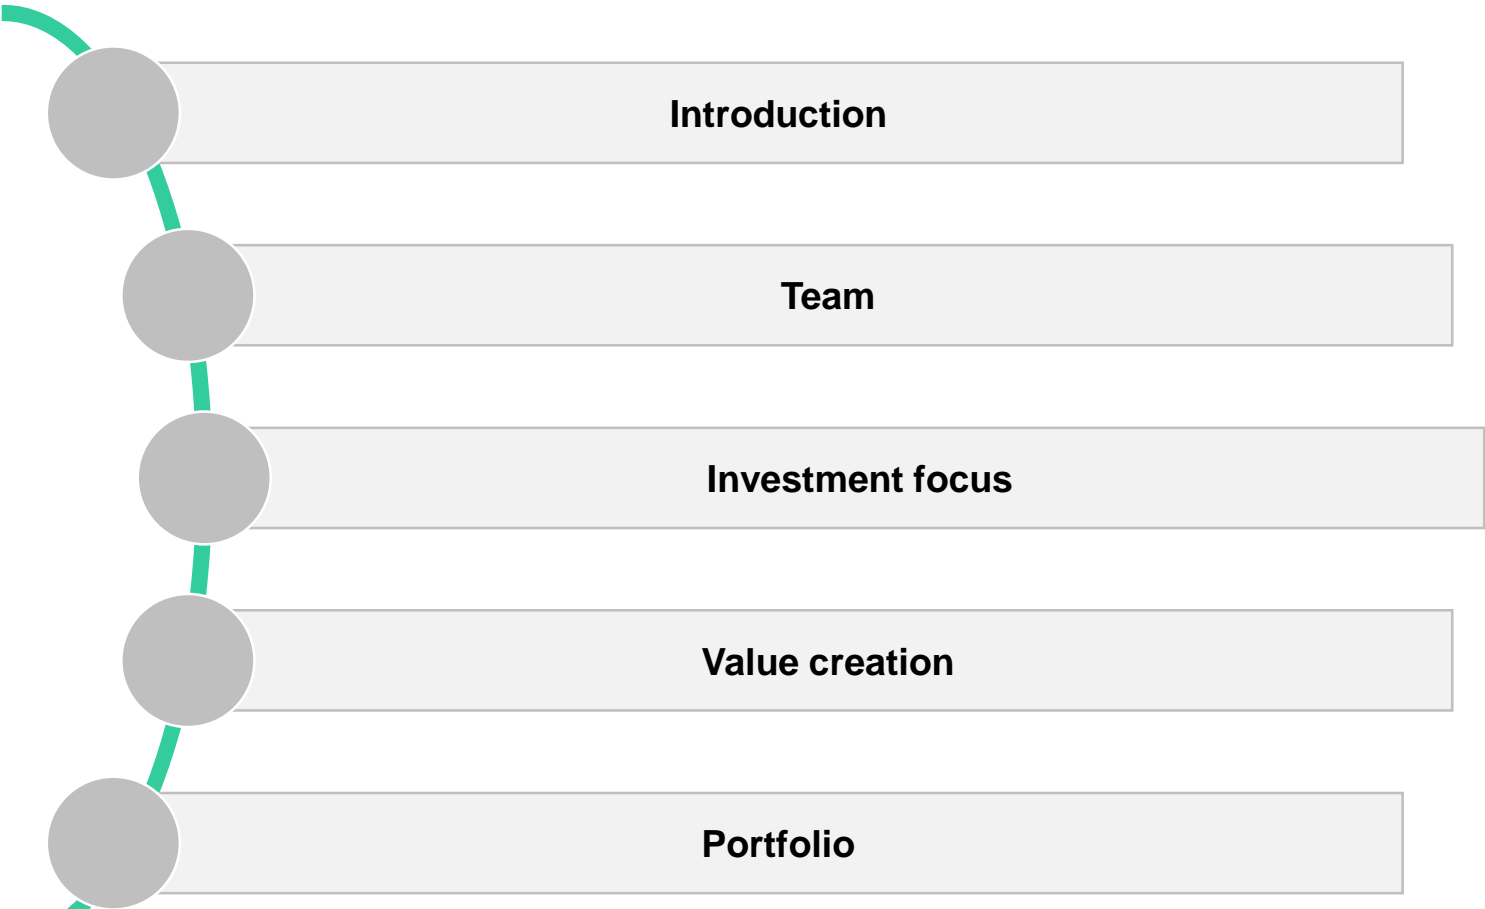 Introduction
Team
Investment focus
Value creation
Portfolio